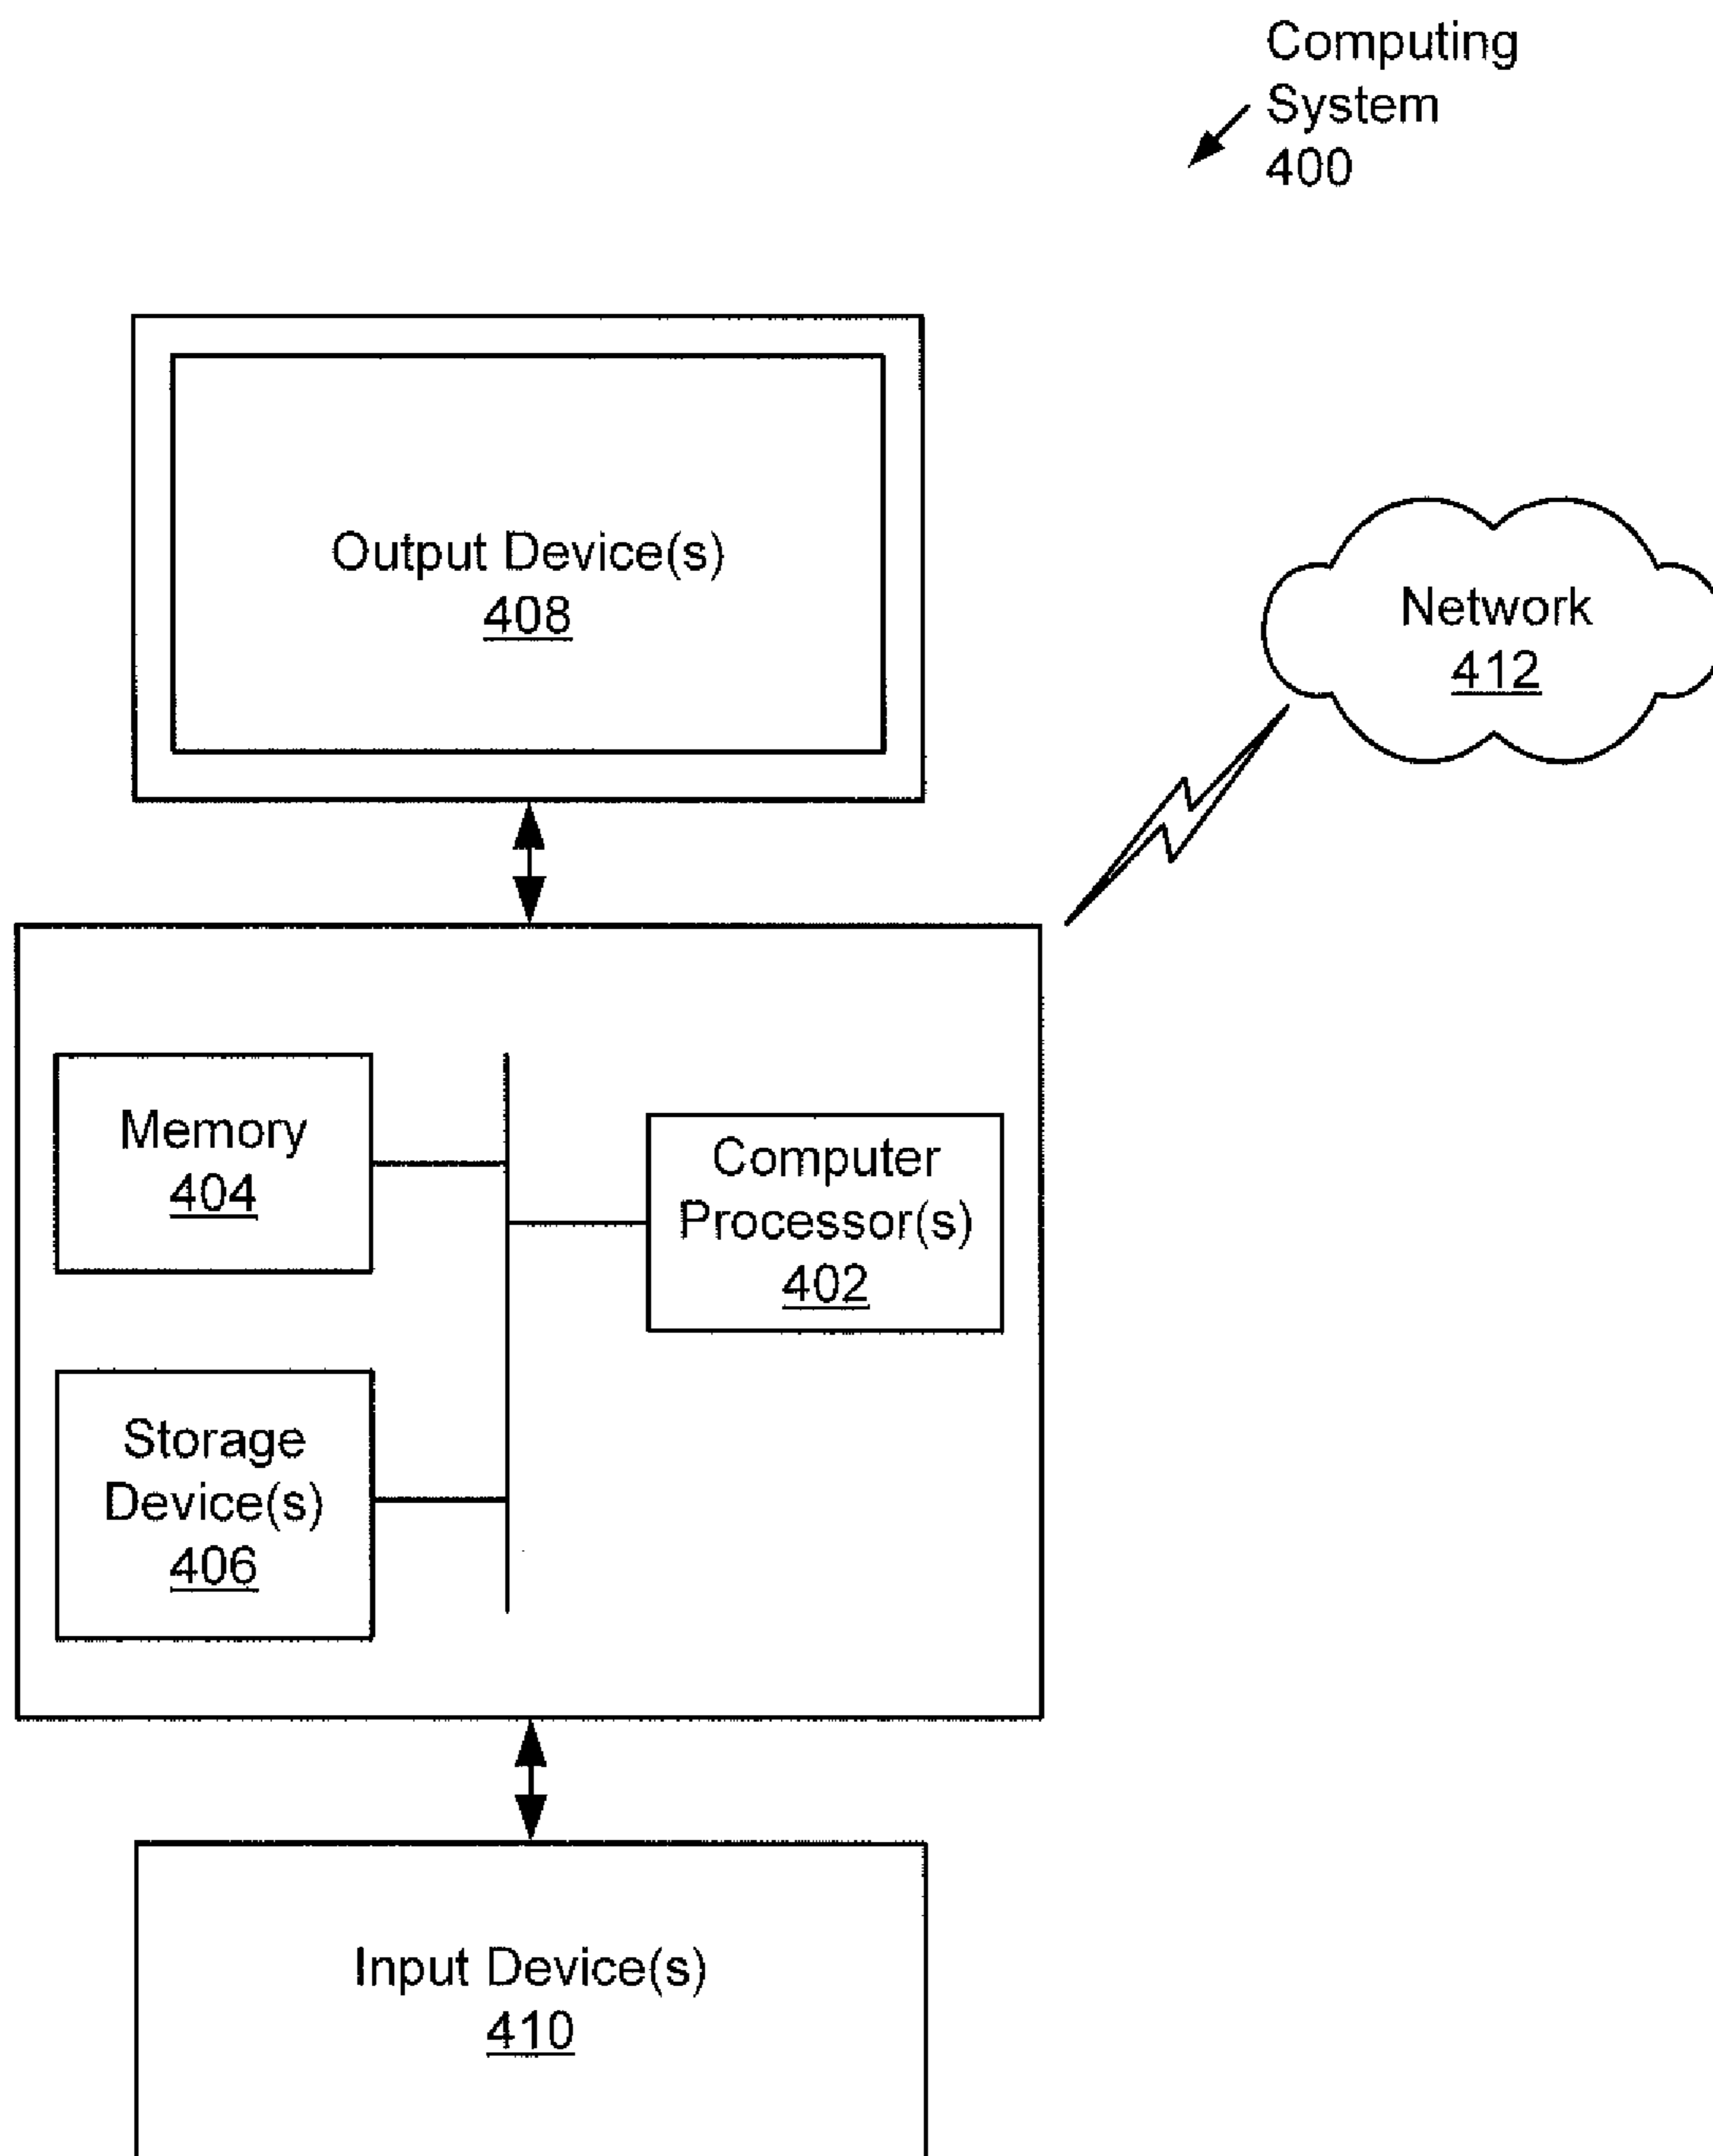 Computing
System
400
Output Device(s)
408
Network
412
Memory
404
Computer
Processor(s)
402
Storage
Device(s)
406
Input Device(s)
410